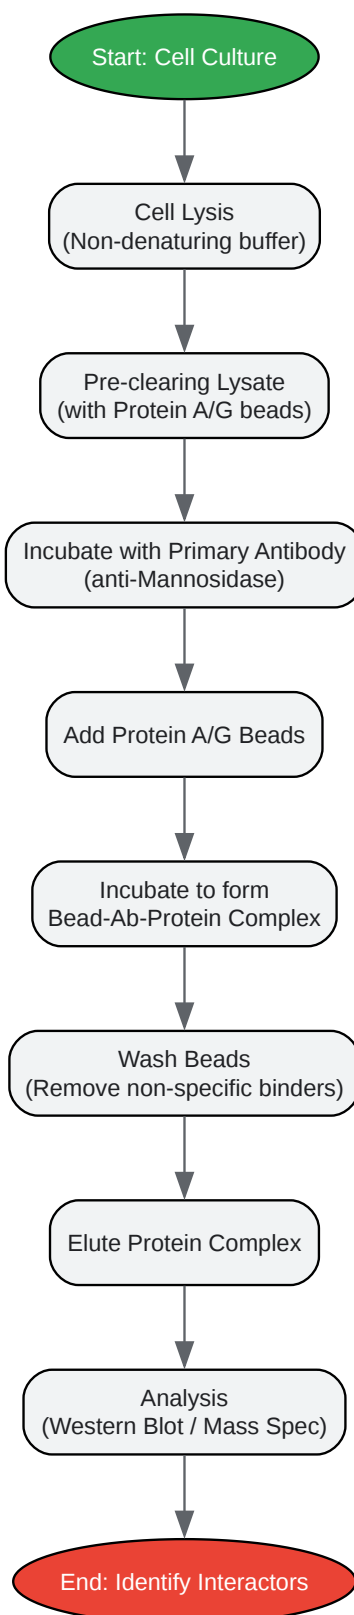 Start: Cell Culture
Cell Lysis
(Non-denaturing buffer)
Pre-clearing Lysate
(with Protein A/G beads)
Incubate with Primary Antibody
(anti-Mannosidase)
Add Protein A/G Beads
Incubate to form
Bead-Ab-Protein Complex
Wash Beads
(Remove non-specific binders)
Elute Protein Complex
Analysis
(Western Blot / Mass Spec)
End: Identify Interactors